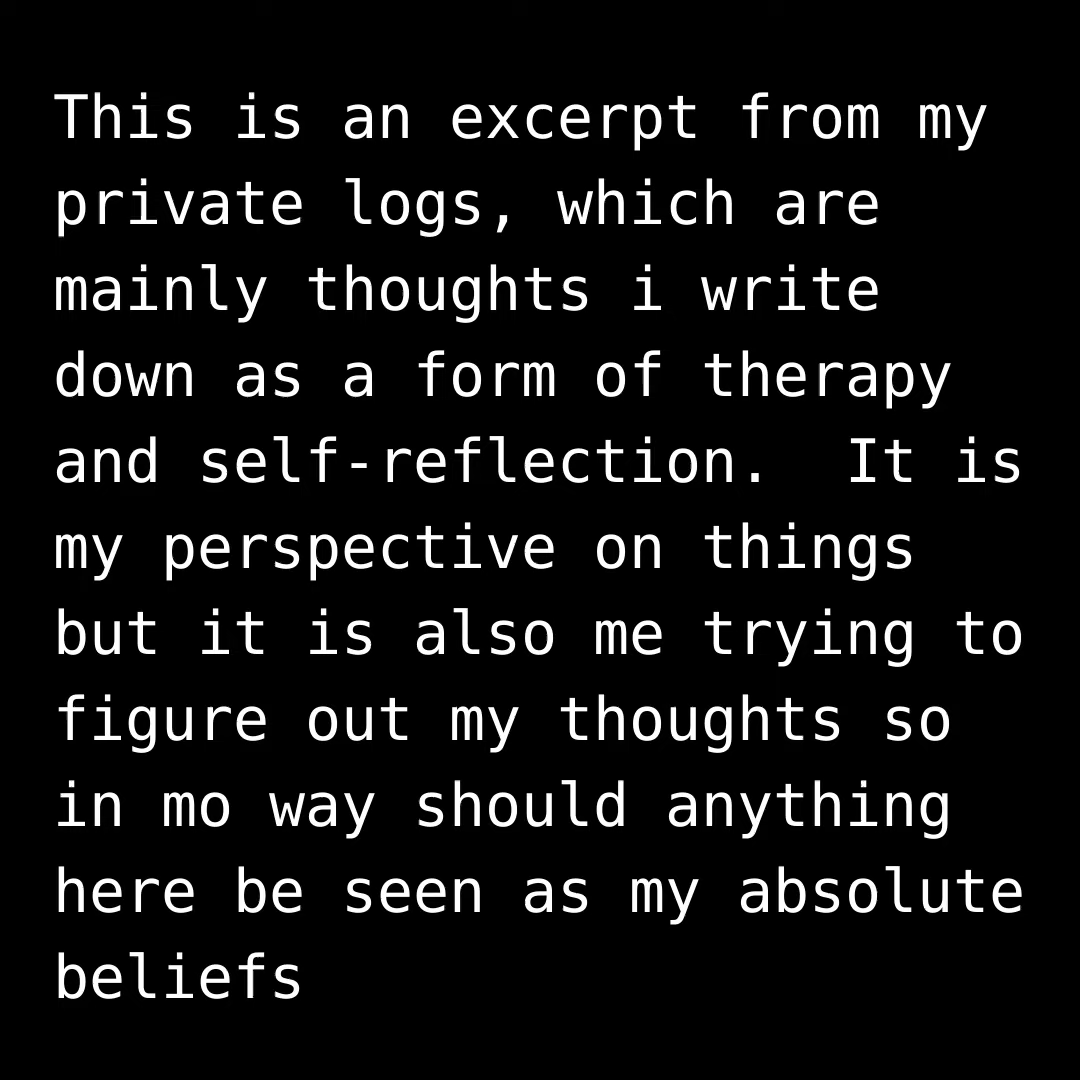 This is an excerpt from my
private logs, which are
mainly thoughts i write
down as a form of therapy
and self-reflection.  It is
my perspective on things
but it is also me trying to
figure out my thoughts so
in mo way should anything
here be seen as my absolute
beliefs